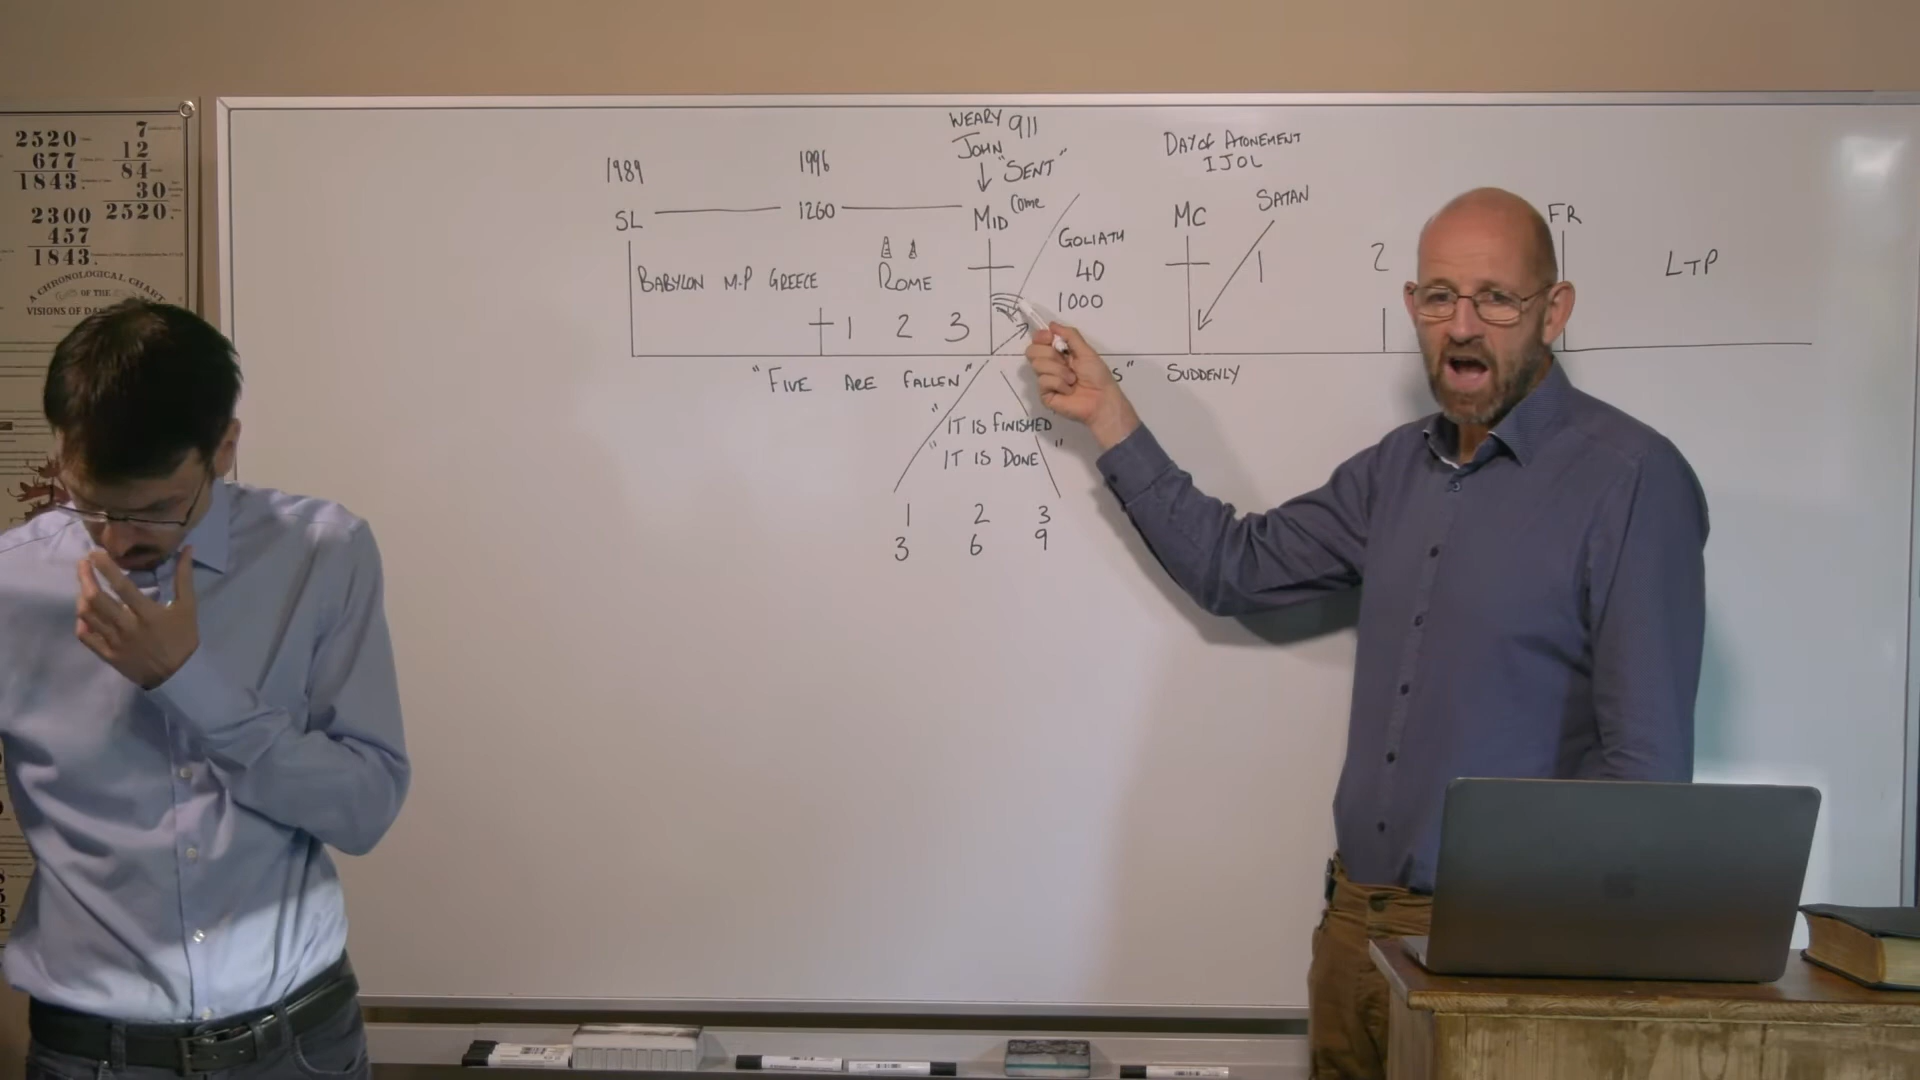 2520
677
1843.
7
12
84
30
2520.
2300
457
1843.
A CHRONOLOGICAL CHART
OF THE
VISIONS OF DA
WEARY 911
JOHN "SENT"
1989
1996
DAY OF ATONEMENT
IJOL
SL
1260
MID Come
MC
SATAN
FR
GOLIATH
40
1000
BABYLON M.P GREECE ROME
1
2
LTP
1 2 3
1
"FIVE ARE FALLEN"
S"
SUDDENLY
"IT IS FINISHED"
"IT IS DONE"
1 2 3
3 6 9